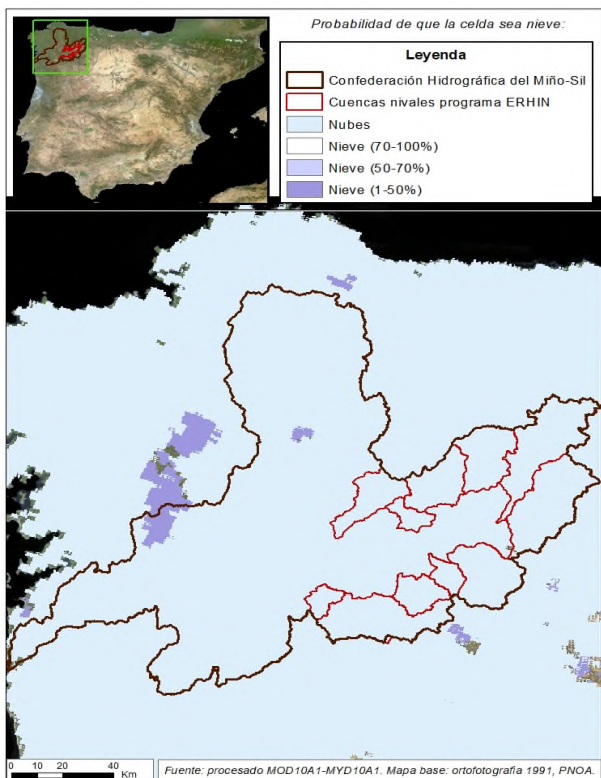 Probabilidad de que la celda sea nieve:
Leyenda
Confederación Hidrográfica del Miño-Sil
Cuencas nivales programa ERHIN
Nubes
Nieve (70-100%)
Nieve (50-70%)
Nieve (1-50%)
0 10 20 40
Km
Fuente: procesado MOD10A1-MYD10A1. Mapa base: ortofotografía 1991, PNOA.